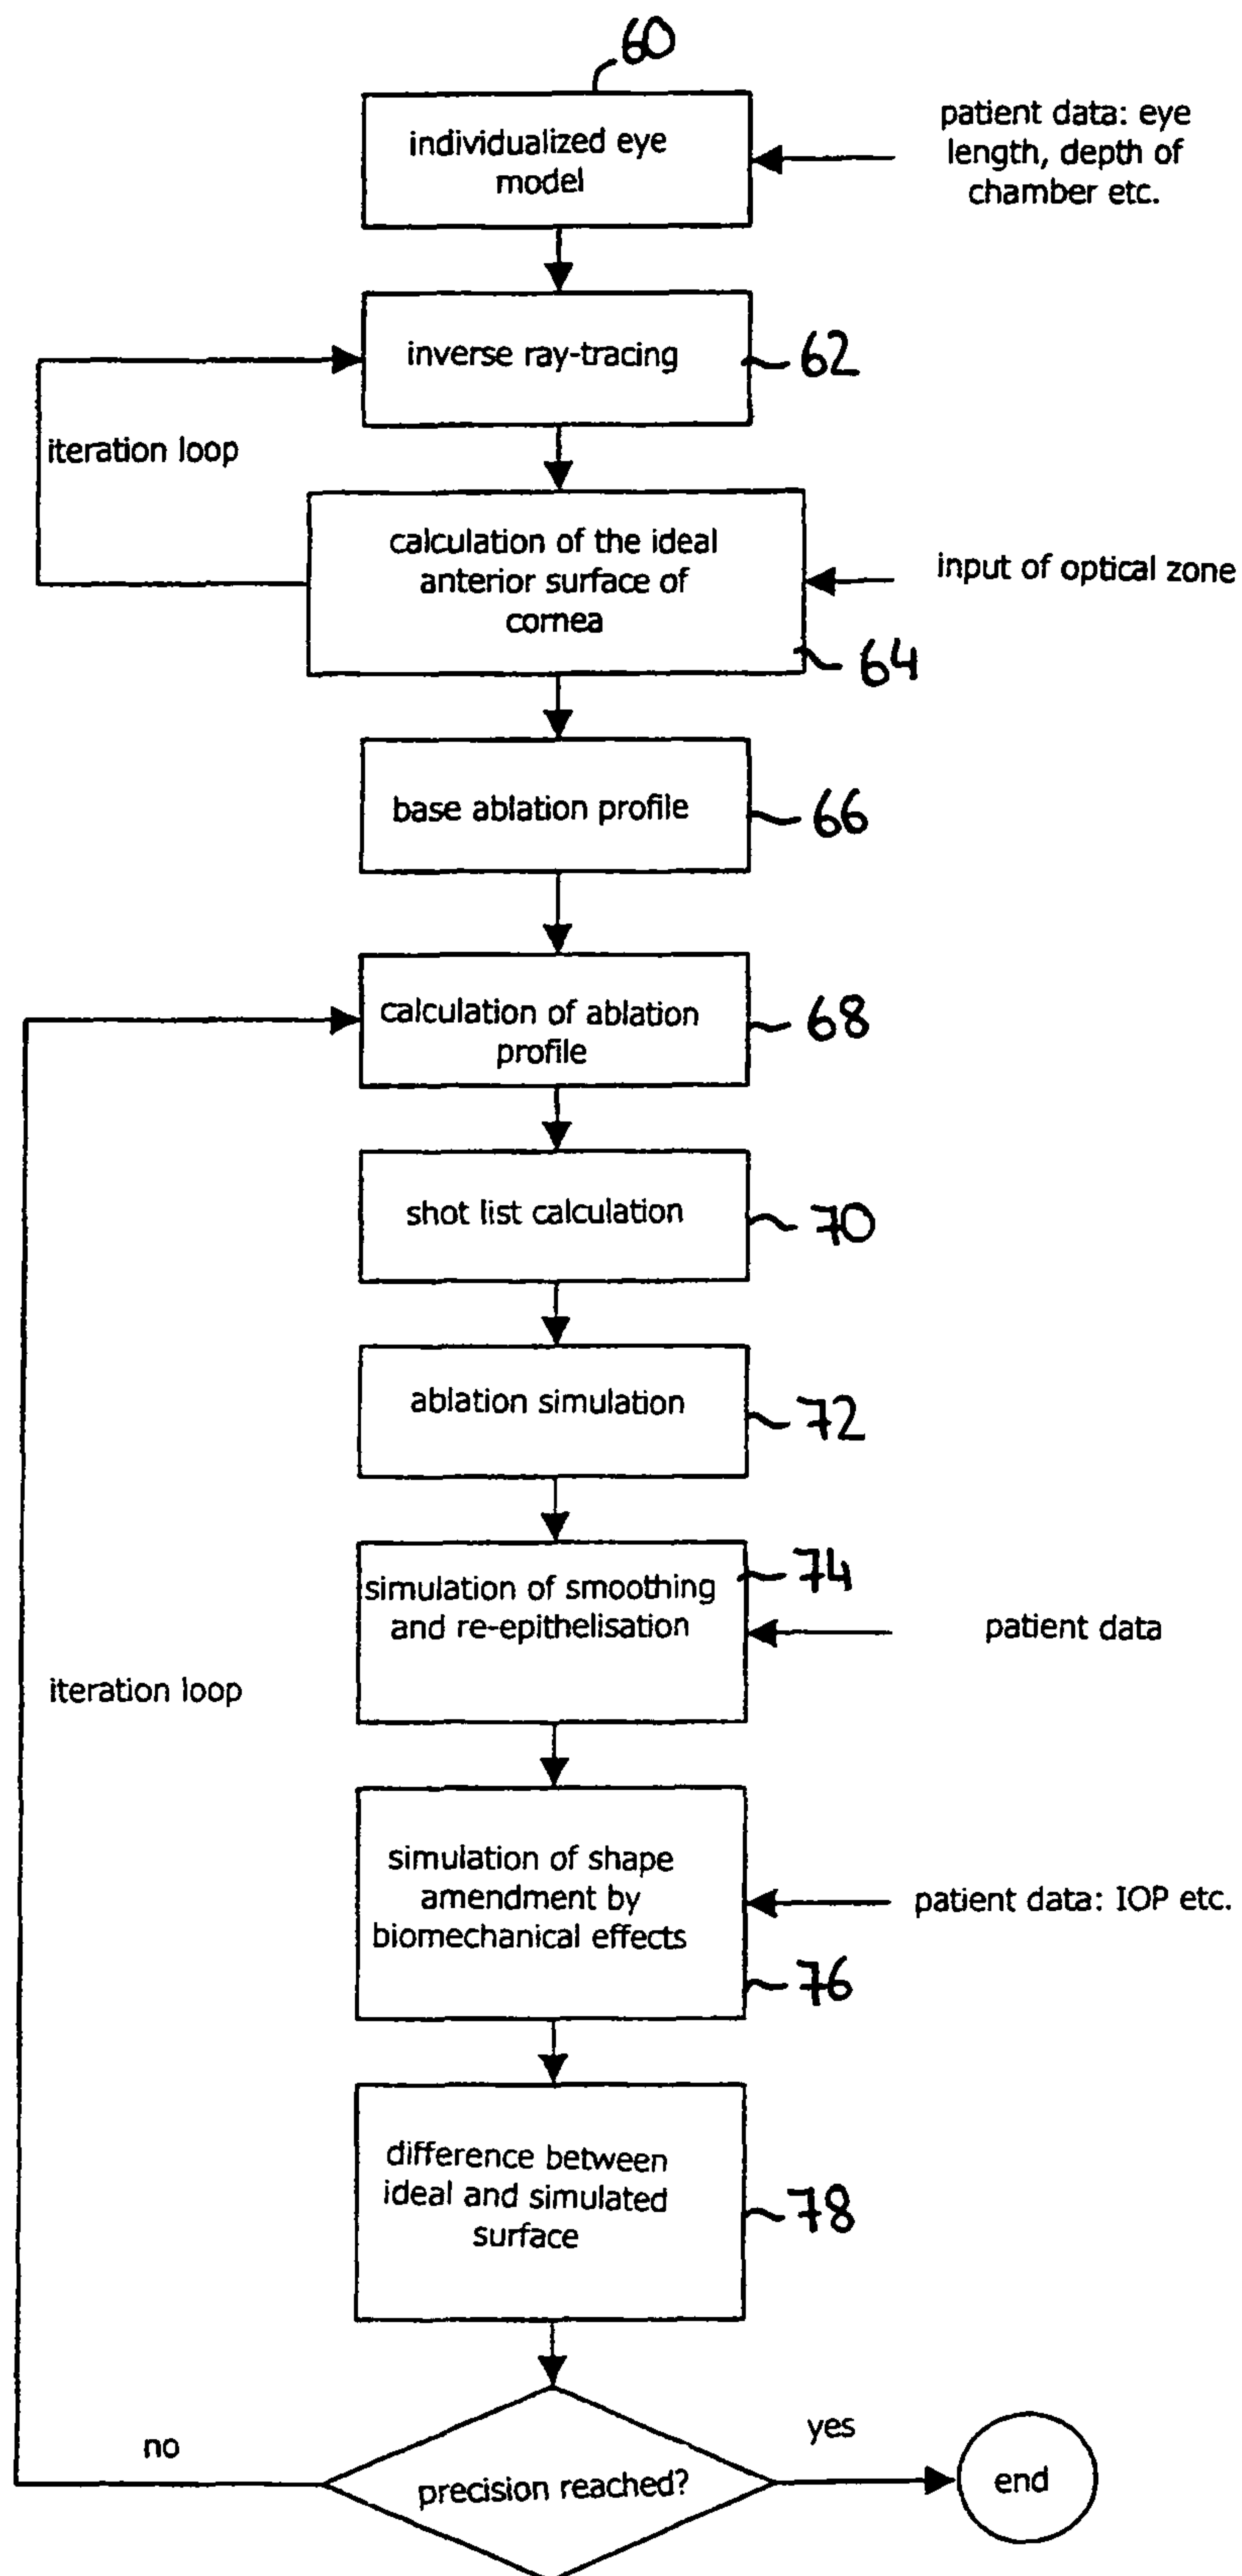 60
individualized eye
model
patient data: eye
length, depth of
chamber etc.
inverse ray-tracing
62
iteration loop
calculation of the ideal
anterior surface of
cornea
input of optical zone
64
base ablation profile
66
calculation of ablation
profile
68
shot list calculation
70
ablation simulation
72
simulation of smoothing
and re-epithelisation
74
patient data
iteration loop
simulation of shape
amendment by
biomechanical effects
patient data: IOP etc.
76
difference between
ideal and simulated
surface
78
no
precision reached?
yes
end